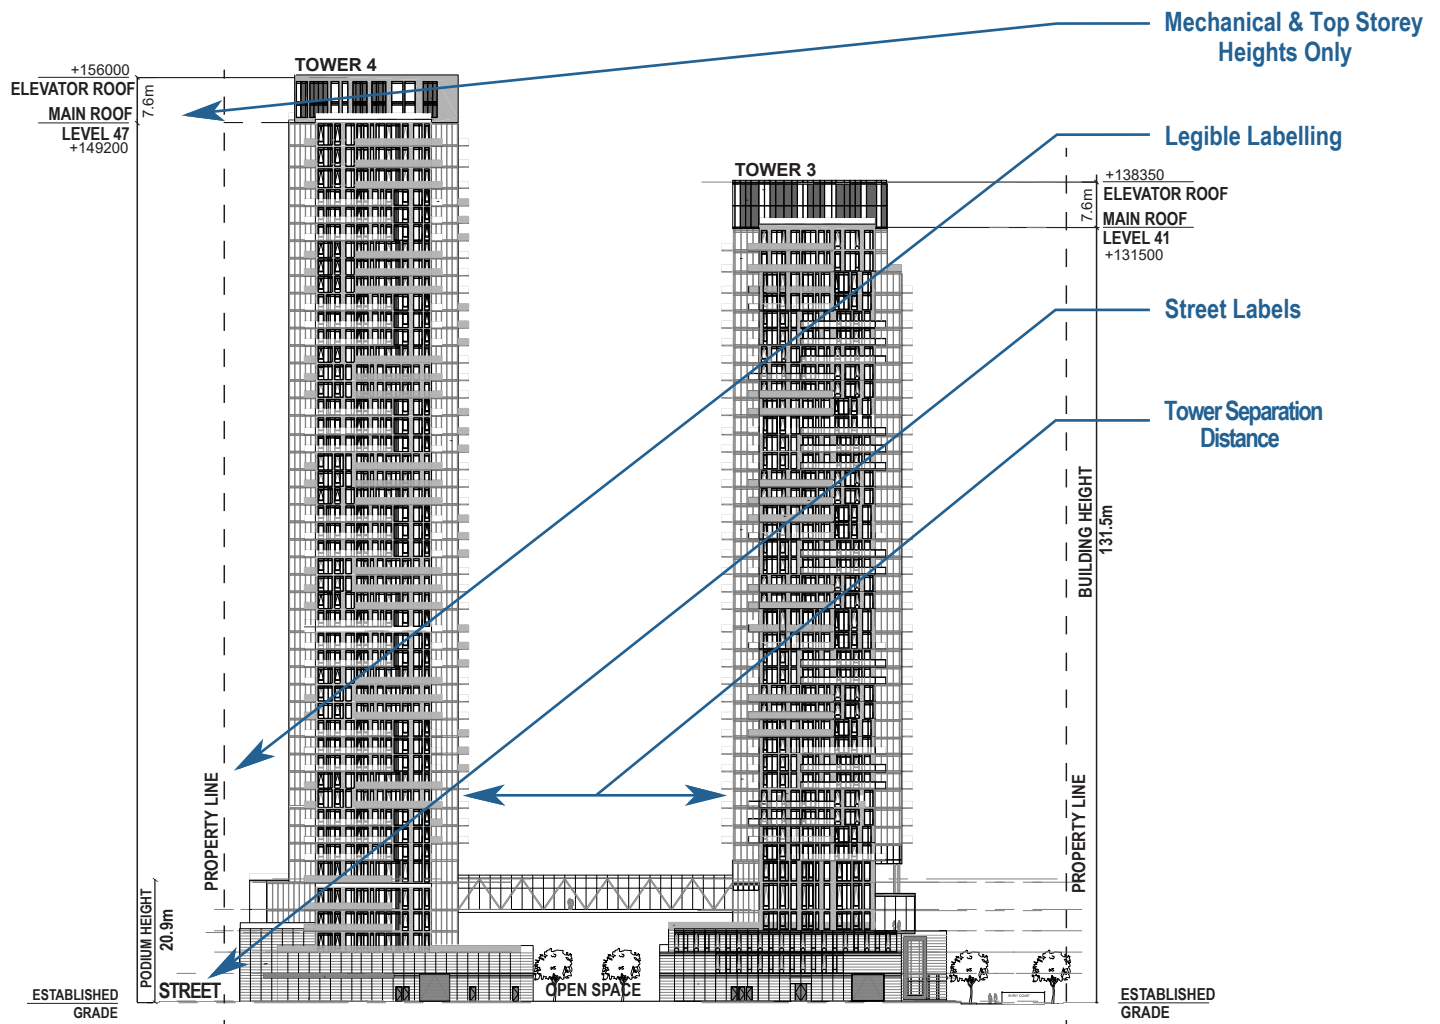 Mechanical & Top Storey
Heights Only
TOWER 4
+156000
ELEVATOR ROOF
7.6m
MAIN ROOF
LEVEL 47
+149200
Legible Labelling
TOWER 3
+138350
ELEVATOR ROOF
7.6m
MAIN ROOF
LEVEL 41
+131500
Street Labels
Tower Separation
Distance
BUILDING HEIGHT
131.5m
PROPERTY LINE
PROPERTY LINE
PODIUM HEIGHT
20.9m
STREET
OPEN SPACE
ENTRY COURT
ESTABLISHED
GRADE
ESTABLISHED
GRADE